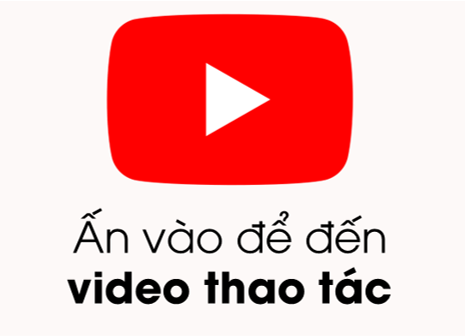 Ấn vào để đến
video thao tác